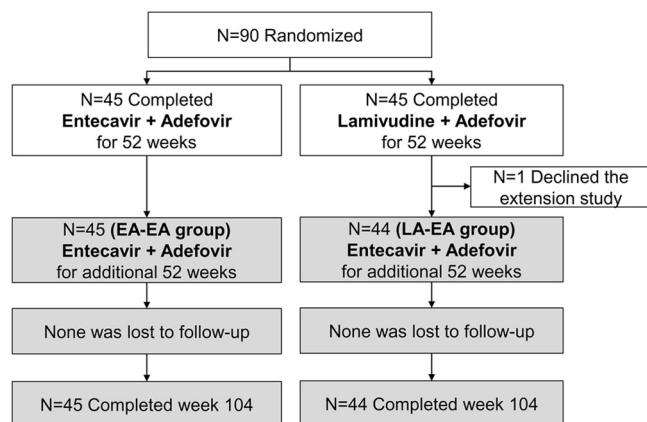 N=90 Randomized
N=45 Completed
Entecavir + Adefovir
for 52 weeks
N=45 Completed
Lamivudine + Adefovir
for 52 weeks
N=1 Declined the
extension study
N=45 (EA-EA group)
Entecavir + Adefovir
for additional 52 weeks
N=44 (LA-EA group)
Entecavir + Adefovir
for additional 52 weeks
None was lost to follow-up
None was lost to follow-up
N=45 Completed week 104
N=44 Completed week 104